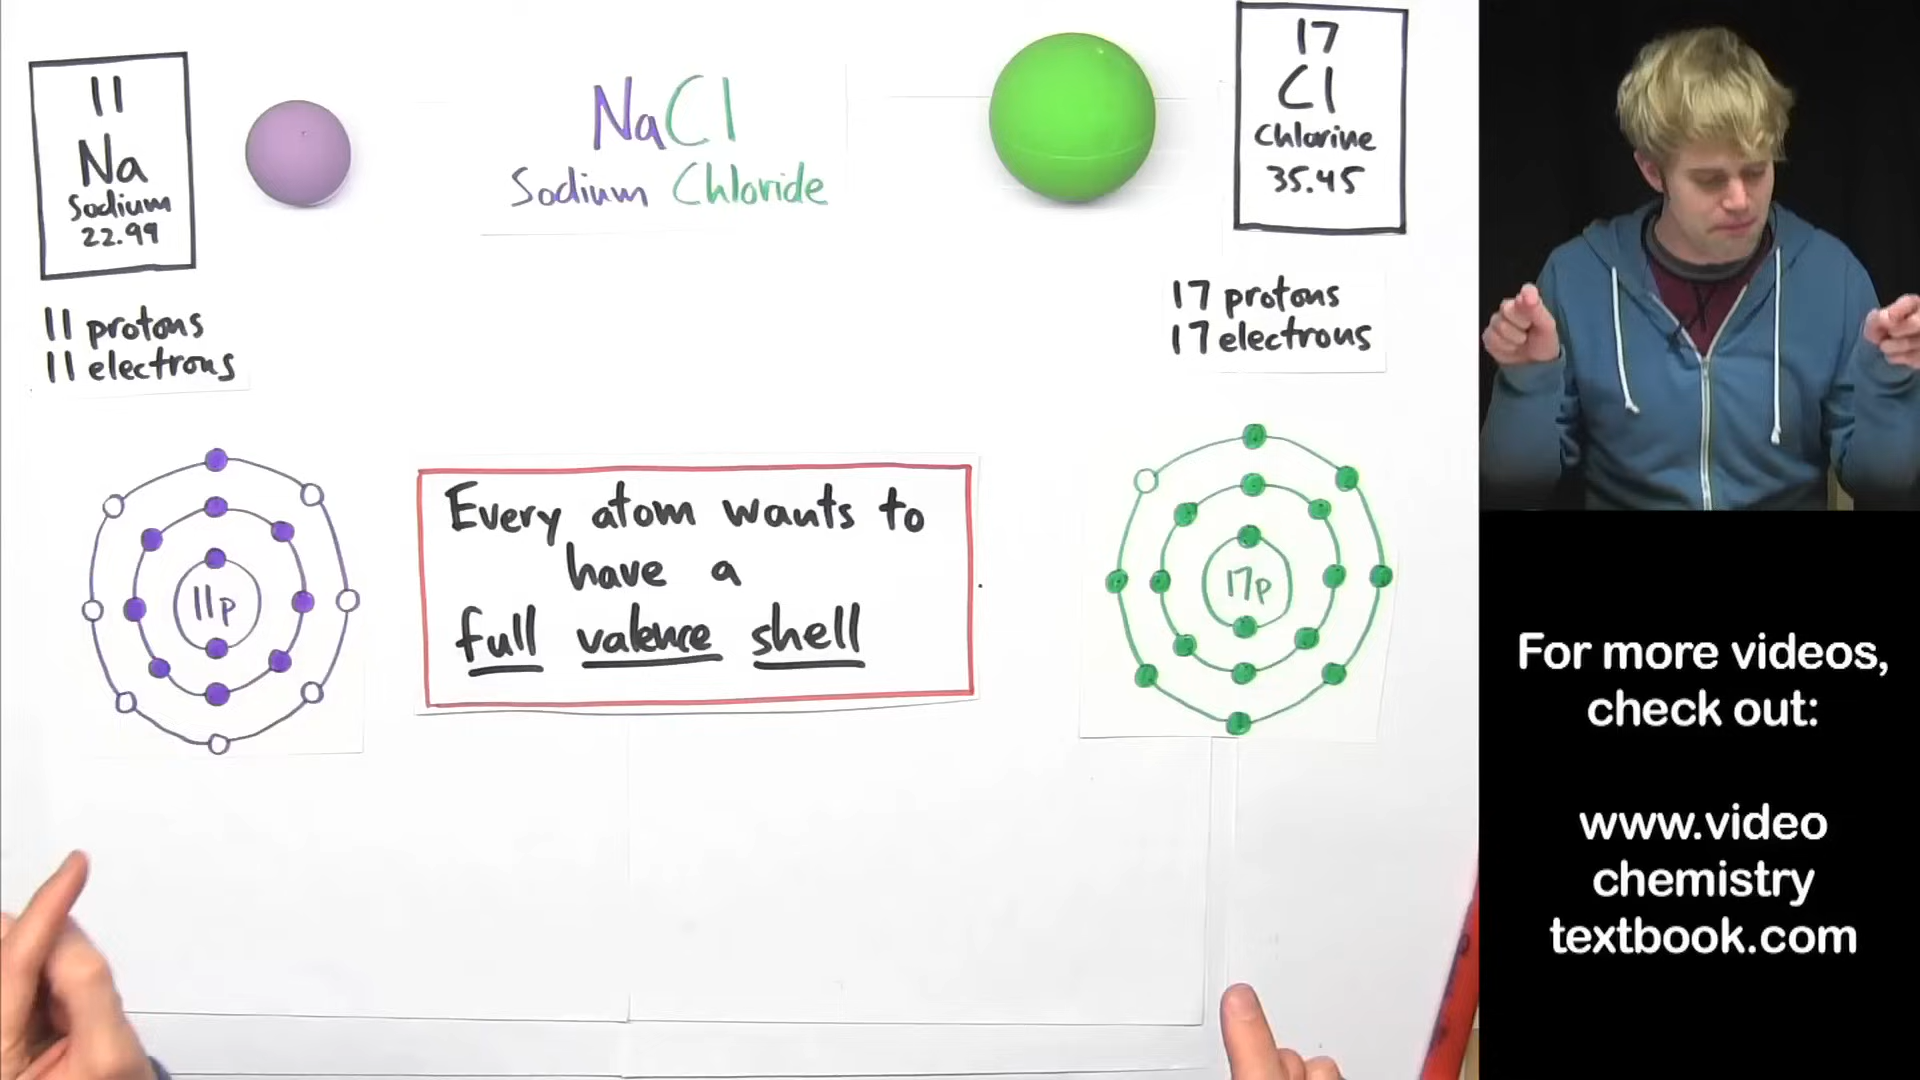 11
Na
Sodium
22.99
11 protons
11 electrons
NaCl
Sodium Chloride
17
Cl
Chlorine
35.45
17 protons
17 electrons
11p
Every atom wants to
have a
full valence shell
17p
For more videos,
check out:
www.video
chemistry
textbook.com